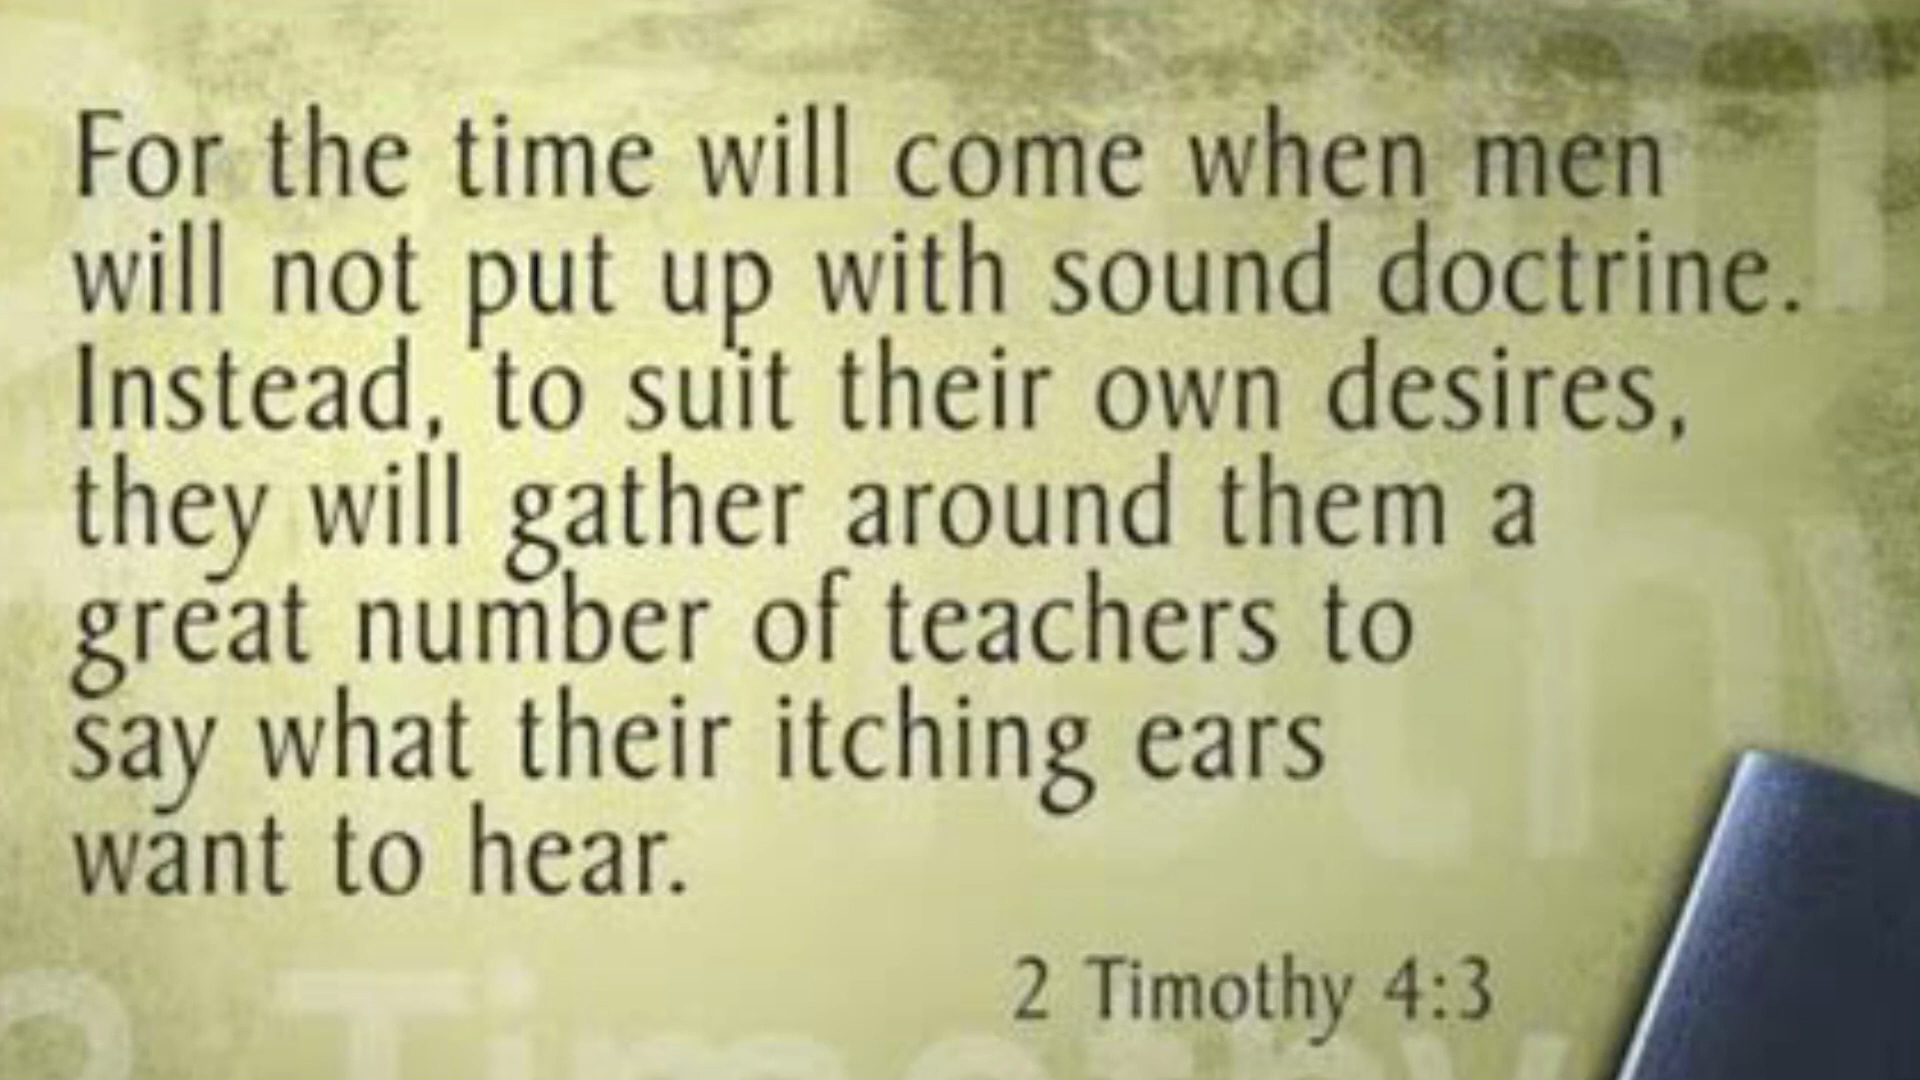 For the time will come when men
will not put up with sound doctrine.
Instead, to suit their own desires,
they will gather around them a
great number of teachers to
say what their itching ears
want to hear.
2 Timothy 4:3
2 Timothy